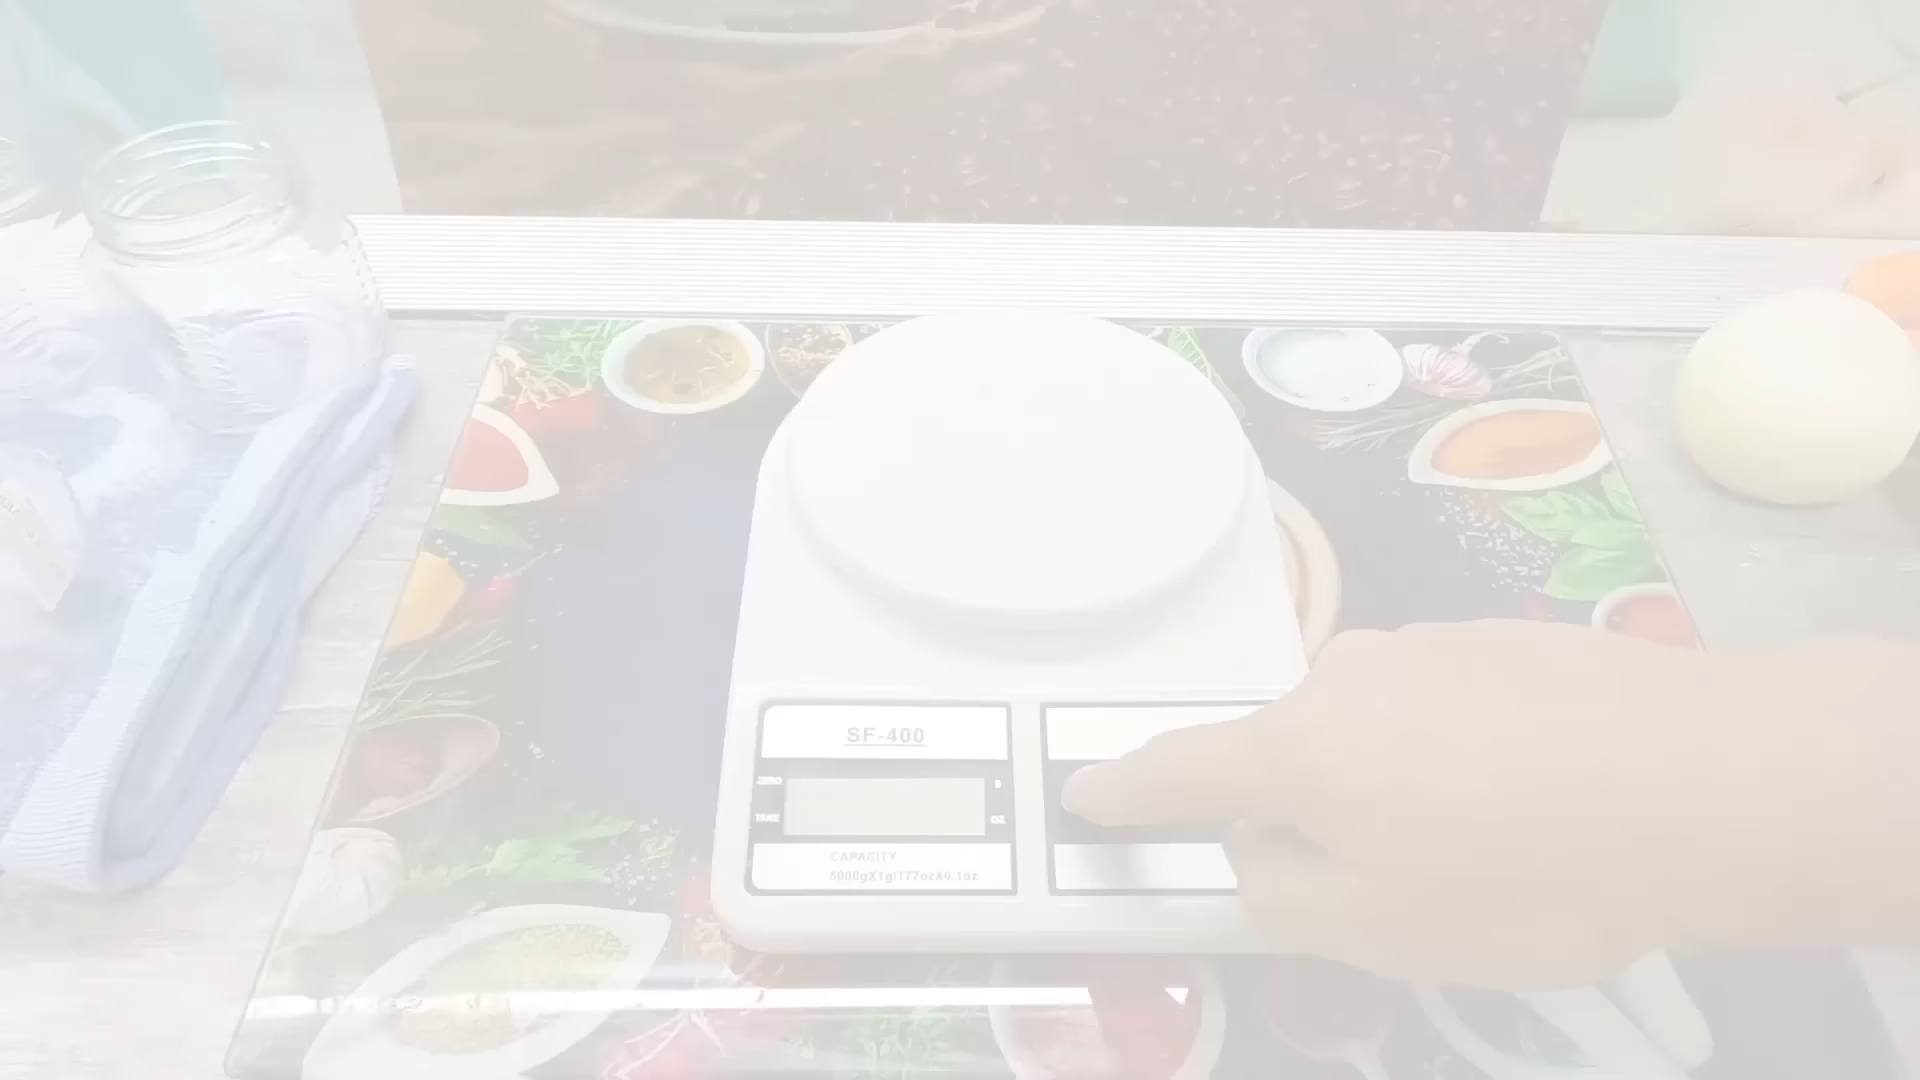 SF-400
ZERO
g
TARE
OZ
CAPACITY
5000gX1g/177ozX0.1oz